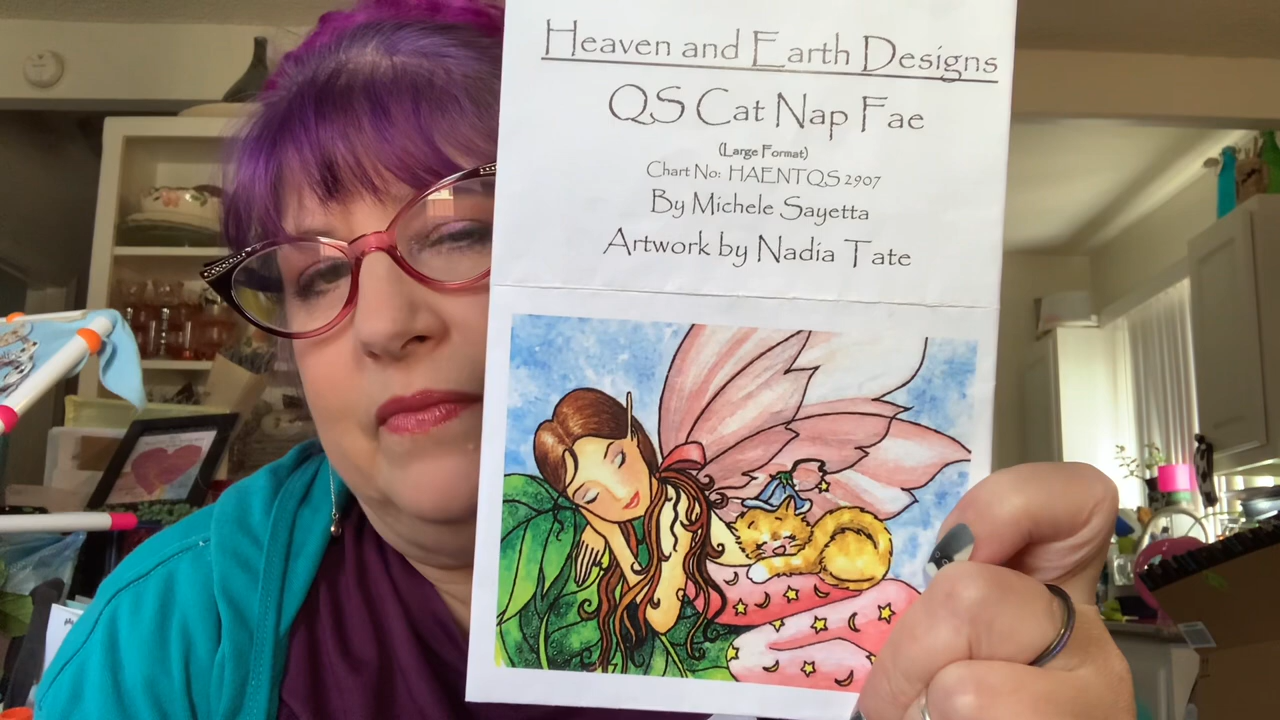 Heaven and Earth Designs
QS Cat Nap Fae
(Large Format)
Chart No: HAENTQS 2907
By Michele Sayetta
Artwork by Nadia Tate